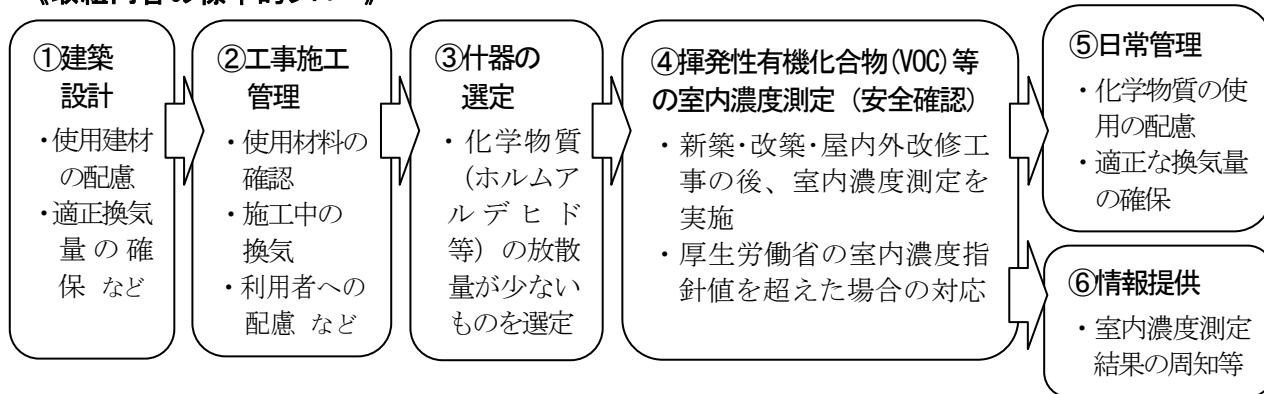 《取組内容の標準的フロー》
①建築
設計
・使用建材
の配慮
・適正換気
量の確
保 など
②工事施工
管理
・使用材料の
確認
・施工中の
換気
・利用者への
配慮 など
③什器の
選定
・化学物質
（ホルムア
ルデヒド
等）の放散
量が少ない
ものを選定
④揮発性有機化合物(VOC)等
の室内濃度測定（安全確認）
・新築・改築・屋内外改修工
事の後、室内濃度測定を
実施
・厚生労働省の室内濃度指
針値を超えた場合の対応
⑤日常管理
・化学物質の使
用の配慮
・適正な換気量
の確保
⑥情報提供
・室内濃度測定
結果の周知等